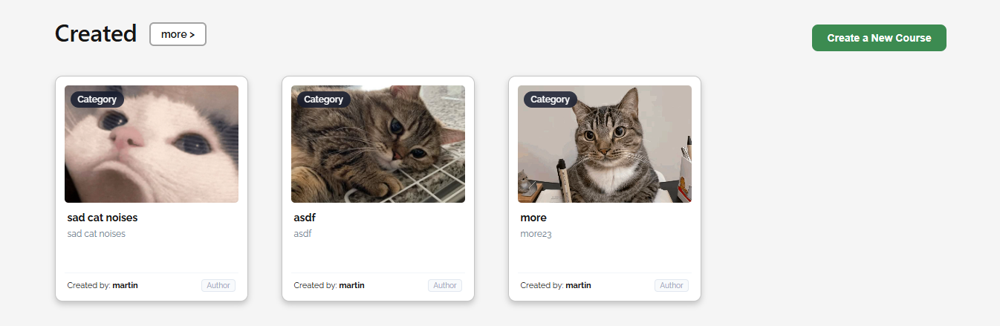 Created
more >
Create a New Course
Category
sad cat noises
sad cat noises
Created by: martin
Author
Category
asdf
asdf
Created by: martin
Author
Category
more
more23
Created by: martin
Author